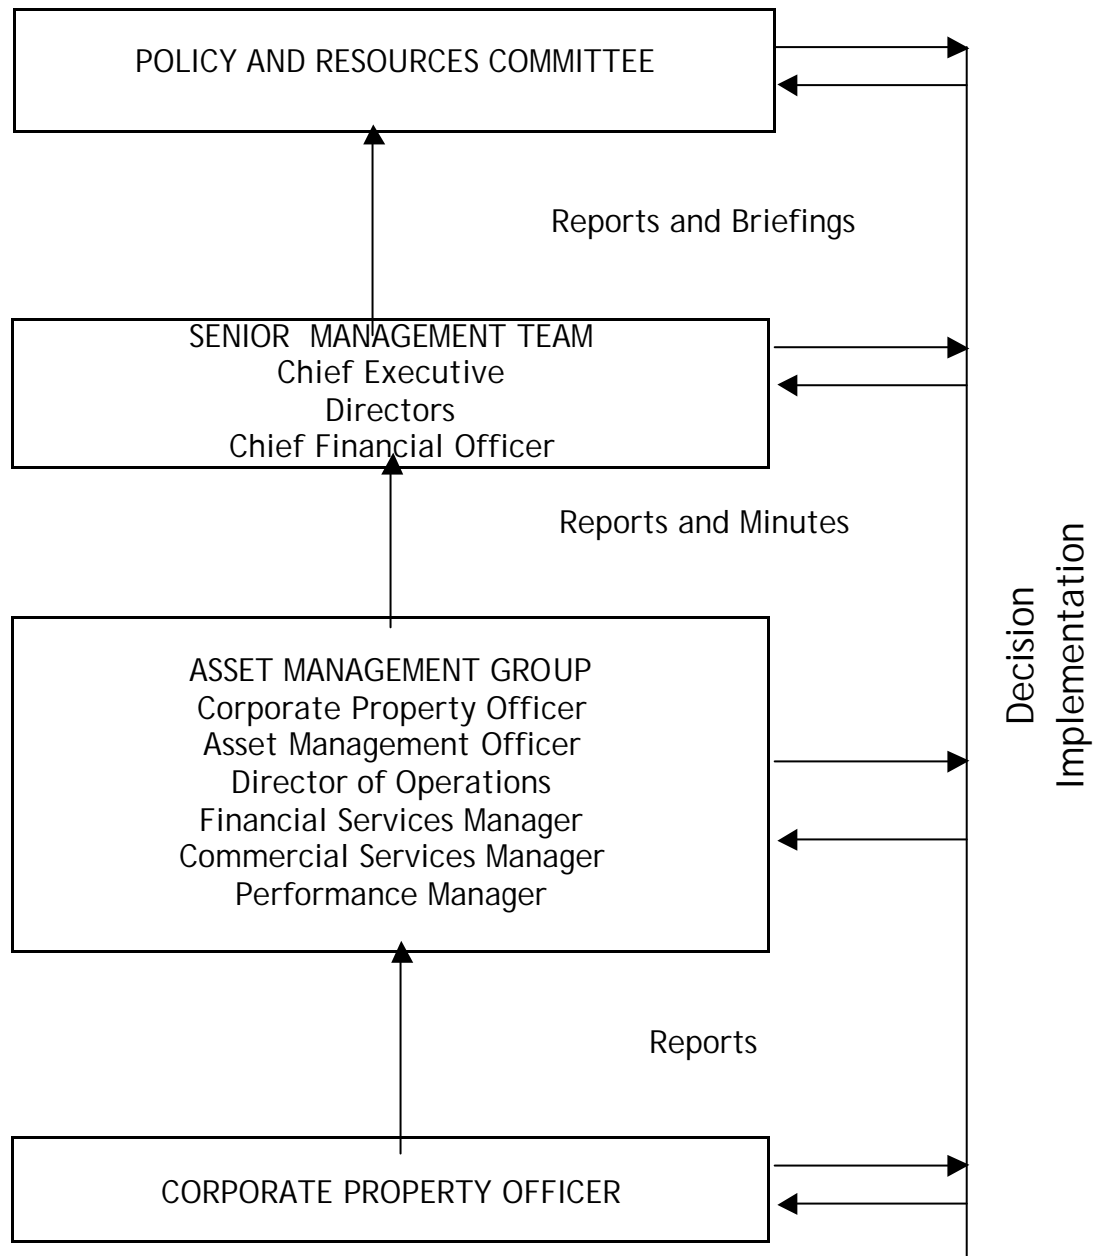 POLICY AND RESOURCES COMMITTEE
Reports and Briefings
SENIOR MANAGEMENT TEAM
Chief Executive
Directors
Chief Financial Officer
Reports and Minutes
ASSET MANAGEMENT GROUP
Corporate Property Officer
Asset Management Officer
Director of Operations
Financial Services Manager
Commercial Services Manager
Performance Manager
Reports
CORPORATE PROPERTY OFFICER
Decision
Implementation